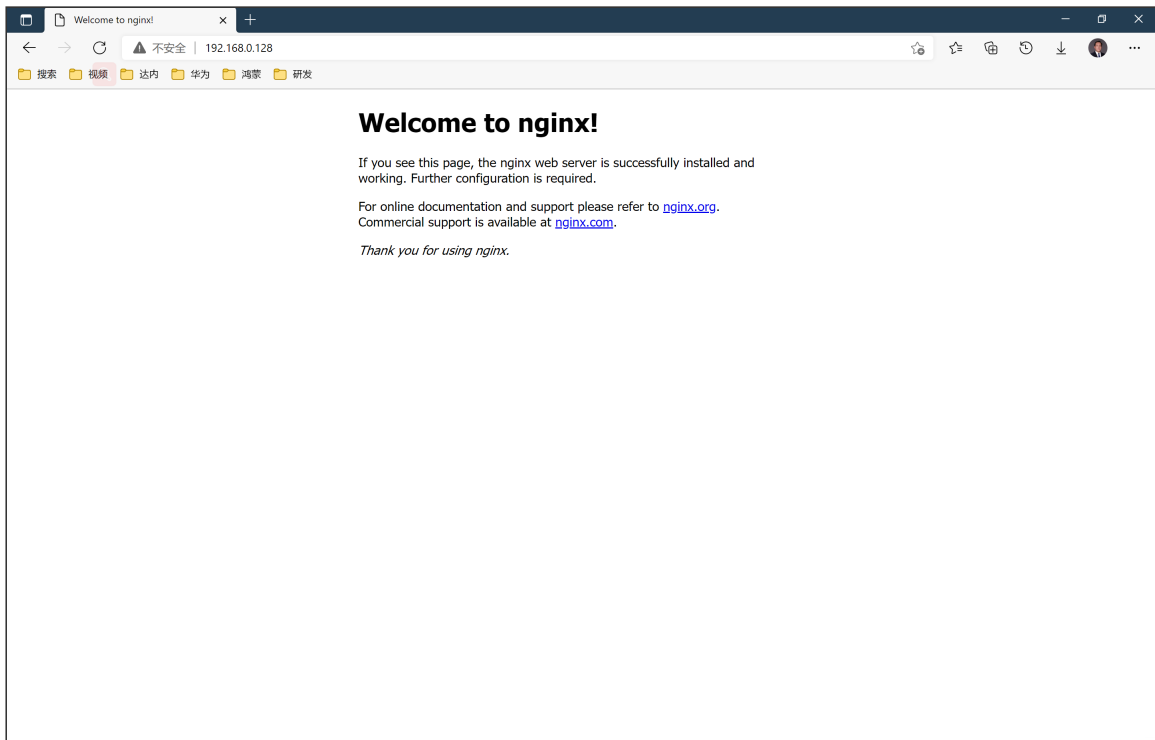 Welcome to nginx!
不安全 192.168.0.128
搜索 视频 达内 华为 鸿蒙 研发
Welcome to nginx!
If you see this page, the nginx web server is successfully installed and
working. Further configuration is required.
For online documentation and support please refer to nginx.org.
Commercial support is available at nginx.com.
Thank you for using nginx.